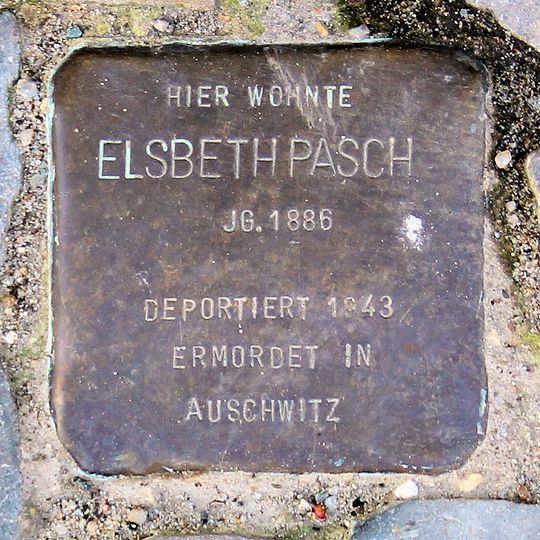 HIER WOHNTE
ELSBETH PASCH
JG. 1886
DEPORTIERT 1943
ERMORDET IN
AUSCHWITZ